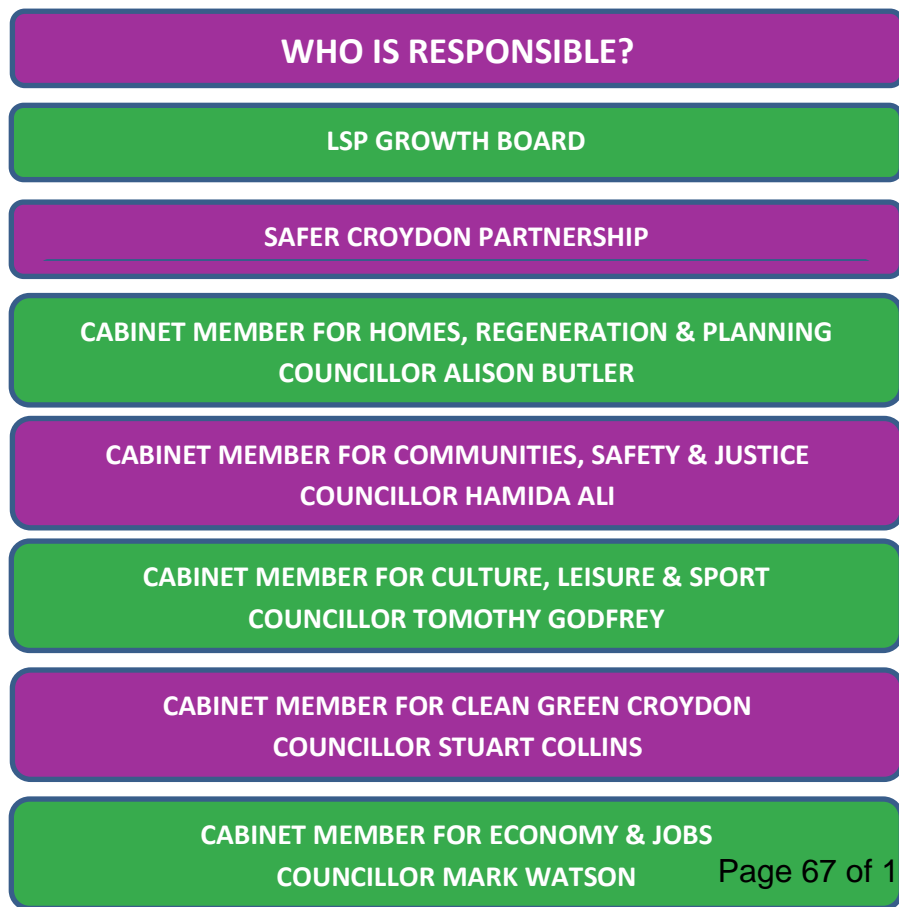 WHO IS RESPONSIBLE?
LSP GROWTH BOARD
SAFER CROYDON PARTNERSHIP
CABINET MEMBER FOR HOMES, REGENERATION & PLANNING
COUNCILLOR ALISON BUTLER
CABINET MEMBER FOR COMMUNITIES, SAFETY & JUSTICE
COUNCILLOR HAMIDA ALI
CABINET MEMBER FOR CULTURE, LEISURE & SPORT
COUNCILLOR TOMOTHY GODFREY
CABINET MEMBER FOR CLEAN GREEN CROYDON
COUNCILLOR STUART COLLINS
CABINET MEMBER FOR ECONOMY & JOBS
COUNCILLOR MARK WATSON
Page 67 of 1